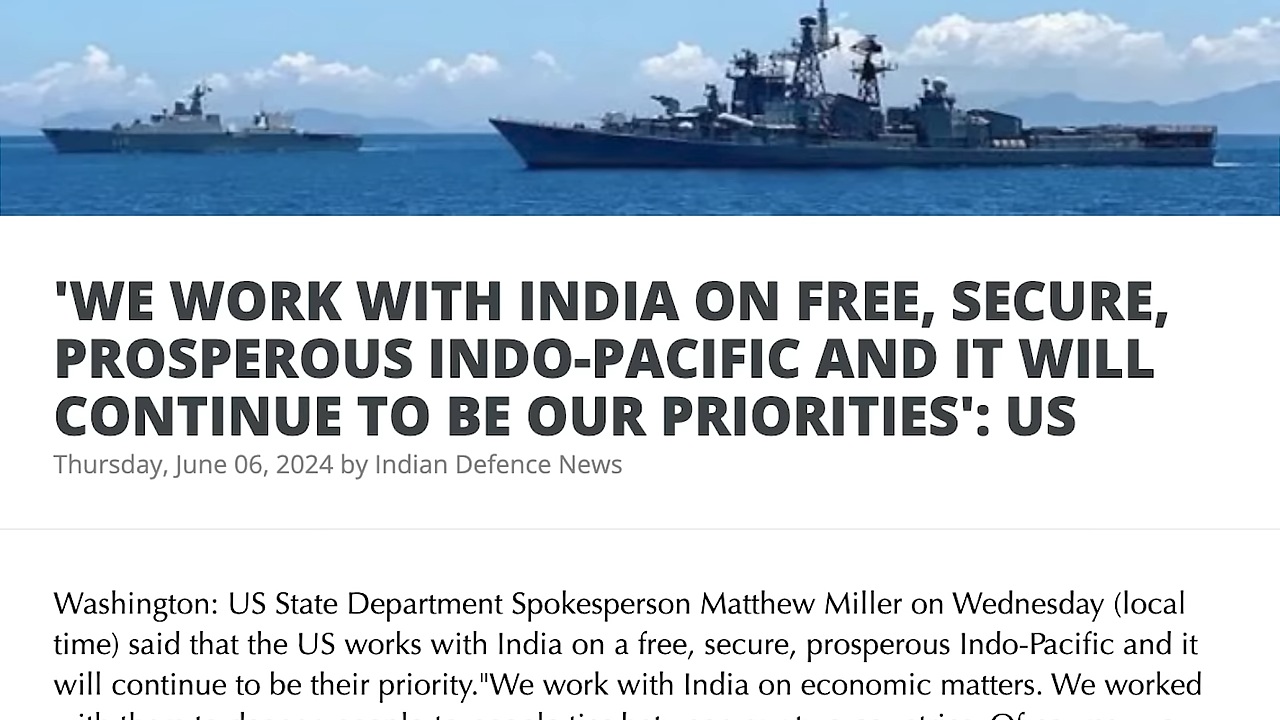 'WE WORK WITH INDIA ON FREE, SECURE,
PROSPEROUS INDO-PACIFIC AND IT WILL
CONTINUE TO BE OUR PRIORITIES': US
Thursday, June 06, 2024 by Indian Defence News
Washington: US State Department Spokesperson Matthew Miller on Wednesday (local
time) said that the US works with India on a free, secure, prosperous Indo-Pacific and it
will continue to be their priority."We work with India on economic matters. We worked